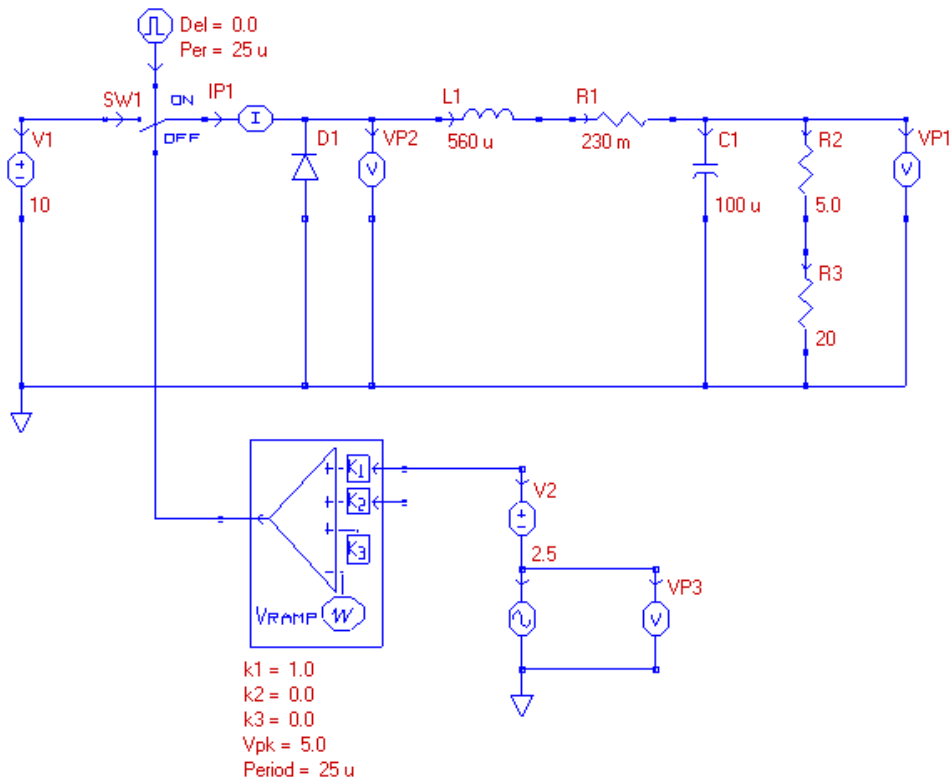 Del = 0.0
Per = 25 u
SW1
ON
OFF
IP1
L1
R1
V1
D1
VP2
560 u
230 m
C1
R2
VP1
10
100 u
5.0
R3
20
K1
K2
K3
VRAMP
V2
2.5
VP3
k1 = 1.0
k2 = 0.0
k3 = 0.0
Vpk = 5.0
Period = 25 u